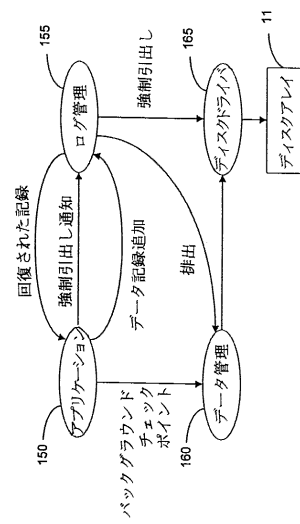 155
ログ管理
強制引出し
165
ディスクドライバ
11
ディスクアレイ
回復された記録
強制引出し通知
データ記録追加
排出
150
アプリケーション
バックグラウンド
チェック
ポイント
160
データ管理